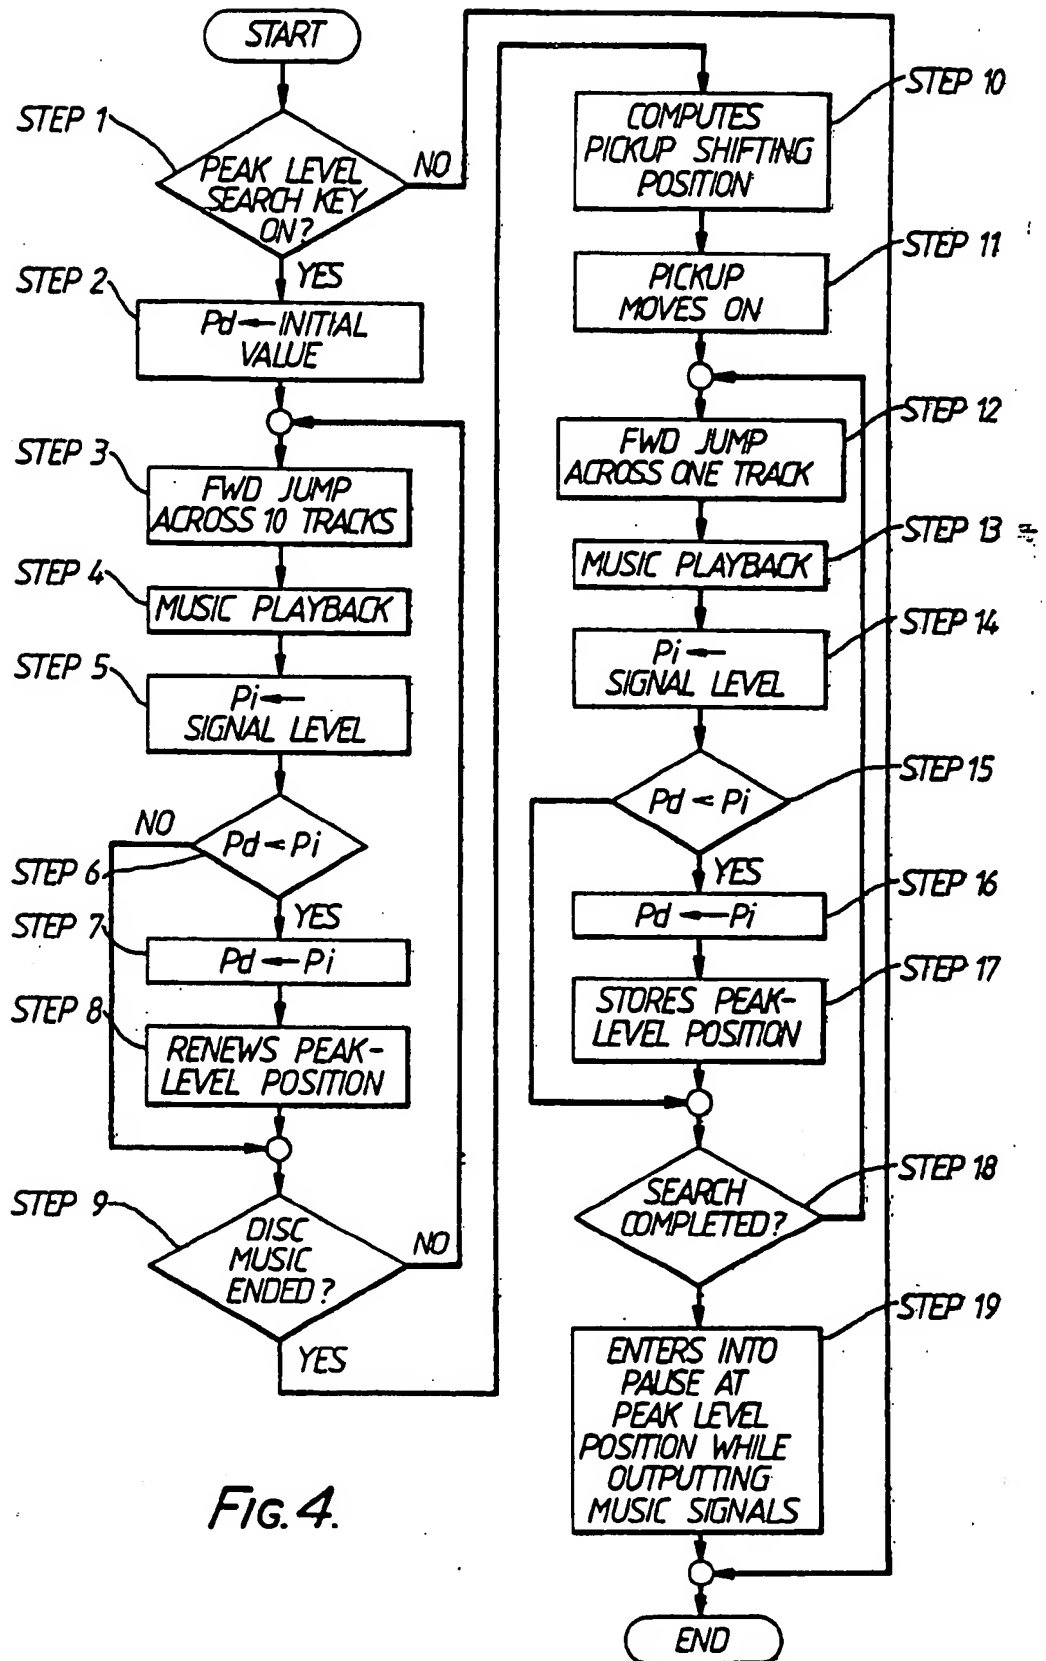 START
STEP 1
PEAK LEVEL
SEARCH KEY
ON?
NO
YES
STEP 2
Pd ← INITIAL
VALUE
STEP 3
FWD JUMP
ACROSS 10 TRACKS
STEP 4
MUSIC PLAYBACK
STEP 5
Pi ←
SIGNAL LEVEL
STEP 6
NO
Pd < Pi
YES
STEP 7
Pd ← Pi
STEP 8
RENEWS PEAK-
LEVEL POSITION
STEP 9
DISC
MUSIC
ENDED?
NO
YES
STEP 10
COMPUTES
PICKUP SHIFTING
POSITION
STEP 11
PICKUP
MOVES ON
STEP 12
FWD JUMP
ACROSS ONE TRACK
STEP 13
MUSIC PLAYBACK
STEP 14
Pi ←
SIGNAL LEVEL
STEP 15
Pd < Pi
YES
STEP 16
Pd ← Pi
STEP 17
STORES PEAK-
LEVEL POSITION
STEP 18
SEARCH
COMPLETED?
STEP 19
ENTERS INTO
PAUSE AT
PEAK LEVEL
POSITION WHILE
OUTPUTTING
MUSIC SIGNALS
END
FIG. 4.